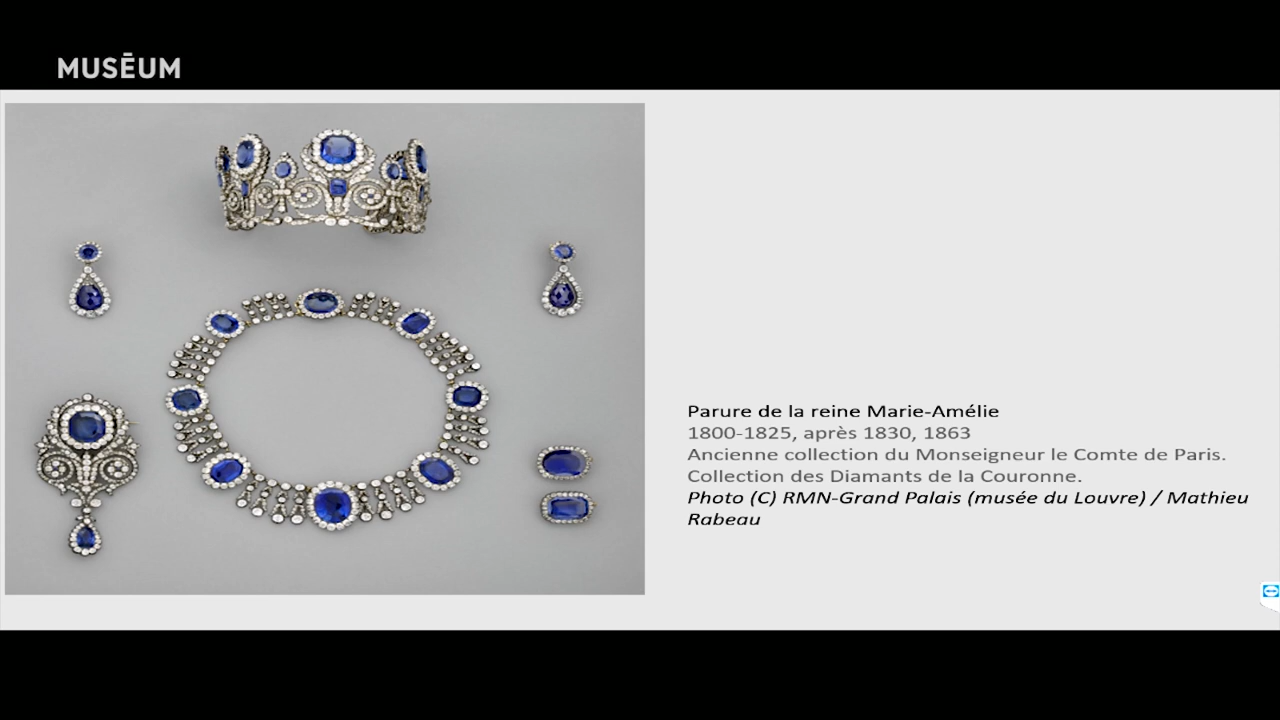 MUSĒUM
Parure de la reine Marie-Amélie
1800-1825, après 1830, 1863
Ancienne collection du Monseigneur le Comte de Paris.
Collection des Diamants de la Couronne.
Photo (C) RMN-Grand Palais (musée du Louvre) / Mathieu
Rabeau